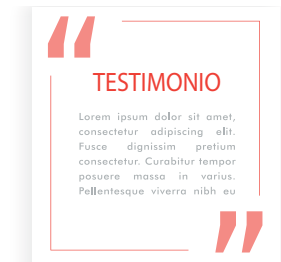 TESTIMONIO
Lorem ipsum dolor sit amet,
consectetur adipiscing elit.
Fusce dignissim pretium
consectetur. Curabitur tempor
posuere massa in varius.
Pellentesque viverra nibh eu